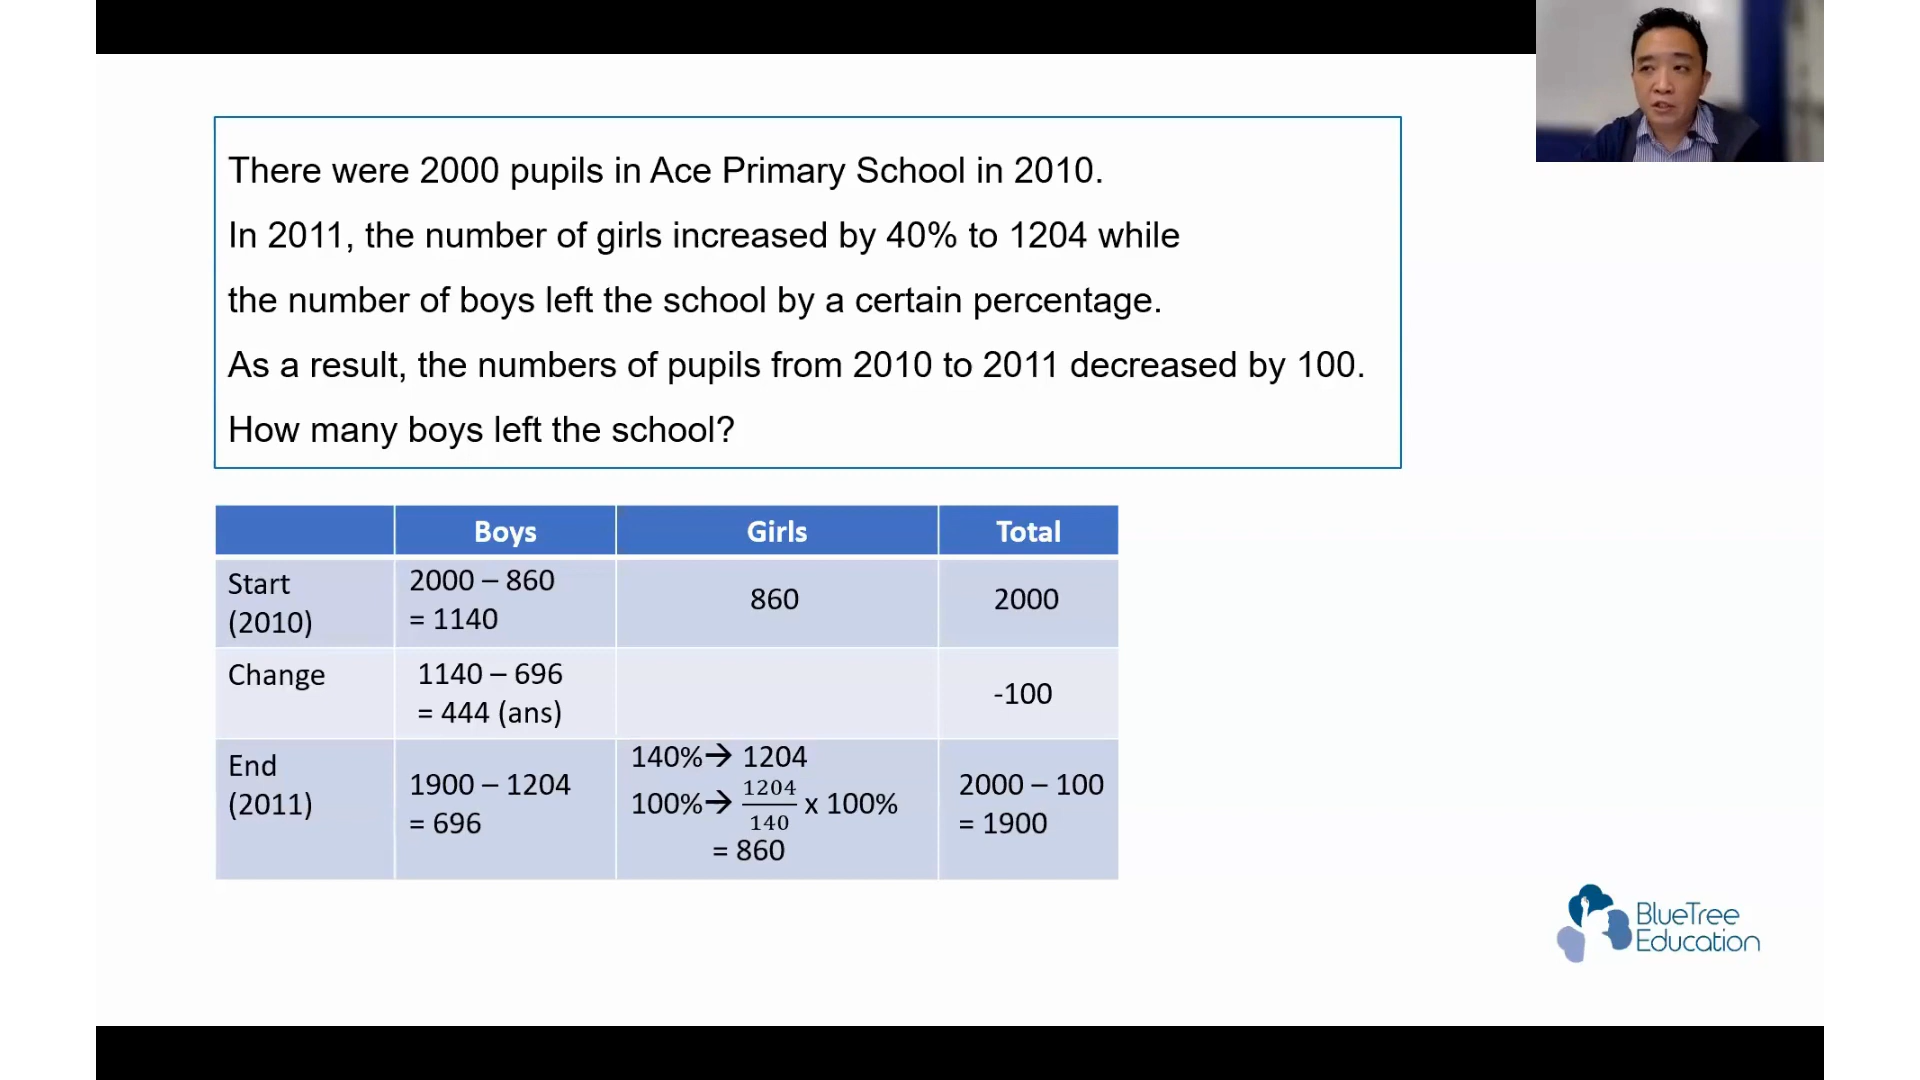 There were 2000 pupils in Ace Primary School in 2010.
In 2011, the number of girls increased by 40% to 1204 while
the number of boys left the school by a certain percentage.
As a result, the numbers of pupils from 2010 to 2011 decreased by 100.
How many boys left the school?
Boys Girls Total
Start
(2010)
2000 – 860
= 1140
860
2000
Change
1140 – 696
= 444 (ans)
-100
End
(2011)
1900 – 1204
= 696
140%→ 1204
100%→ 1204/140 x 100%
= 860
2000 – 100
= 1900
BlueTree
Education